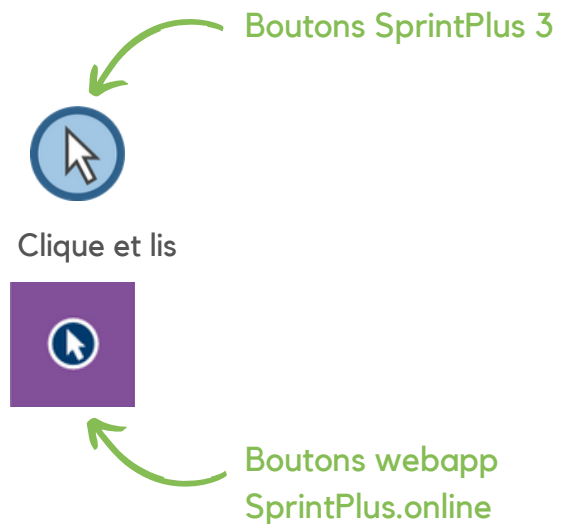 Boutons SprintPlus 3
Clique et lis
Boutons webapp
SprintPlus.online